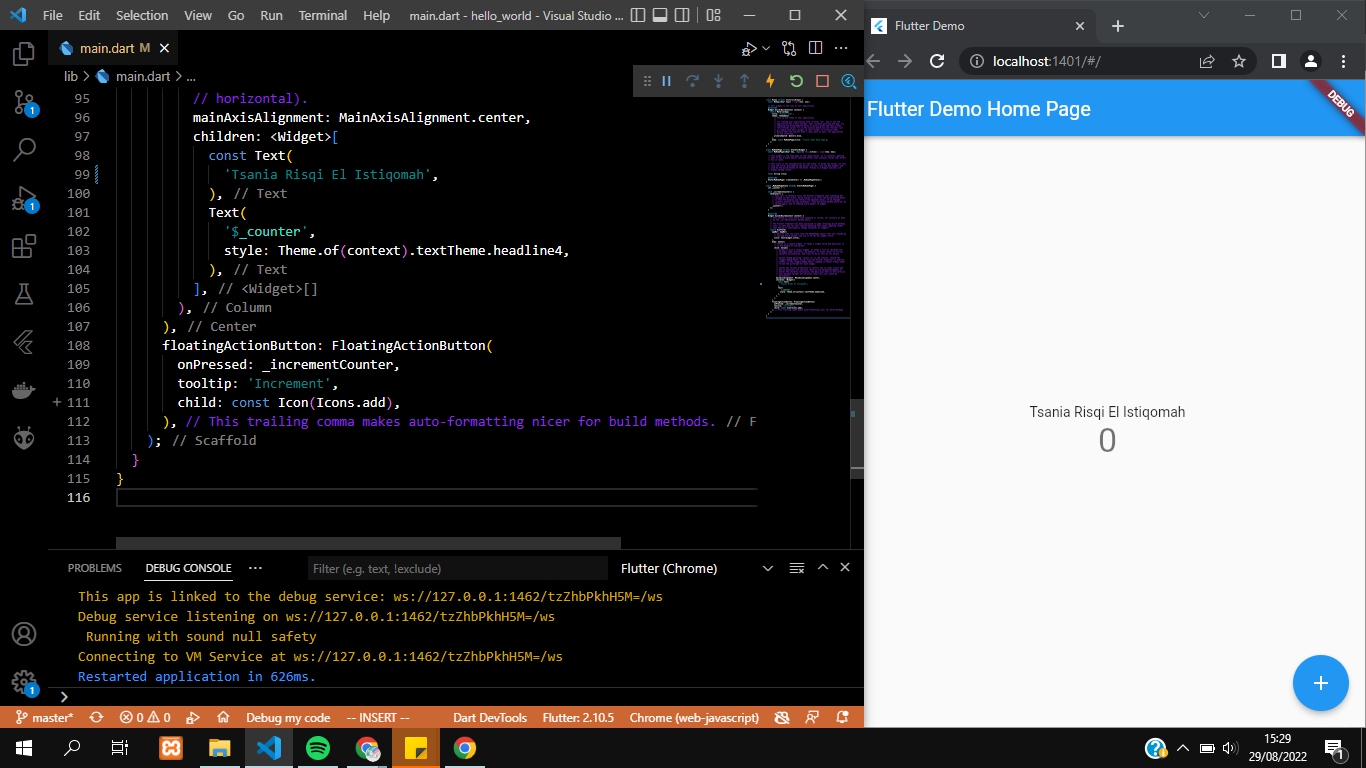 File Edit Selection View Go Run Terminal Help main.dart - hello_world - Visual Studio ...
main.dart M
lib > main.dart > ...
95 // horizontal).
96 mainAxisAlignment: MainAxisAlignment.center,
97 children: <Widget>[
98 const Text(
99 'Tsania Risqi El Istiqomah',
100 ), // Text
101 Text(
102 '$_counter',
103 style: Theme.of(context).textTheme.headline4,
104 ), // Text
105 ], // <Widget>[]
106 ), // Column
107 ), // Center
108 floatingActionButton: FloatingActionButton(
109 onPressed: _incrementCounter,
110 tooltip: 'Increment',
111 child: const Icon(Icons.add),
112 ), // This trailing comma makes auto-formatting nicer for build methods. // F
113 ); // Scaffold
114 }
115 }
116
PROBLEMS DEBUG CONSOLE ... Filter (e.g. text, !exclude) Flutter (Chrome)
This app is linked to the debug service: ws://127.0.0.1:1462/tzZhbPkhH5M=/ws
Debug service listening on ws://127.0.0.1:1462/tzZhbPkhH5M=/ws
Running with sound null safety
Connecting to VM Service at ws://127.0.0.1:1462/tzZhbPkhH5M=/ws
Restarted application in 626ms.
>
1
1
1
master* 0 0 Debug my code -- INSERT -- Dart DevTools Flutter: 2.10.5 Chrome (web-javascript)
Flutter Demo
localhost:1401/#/
Flutter Demo Home Page
DEBUG
Tsania Risqi El Istiqomah
0
15:29
29/08/2022
1